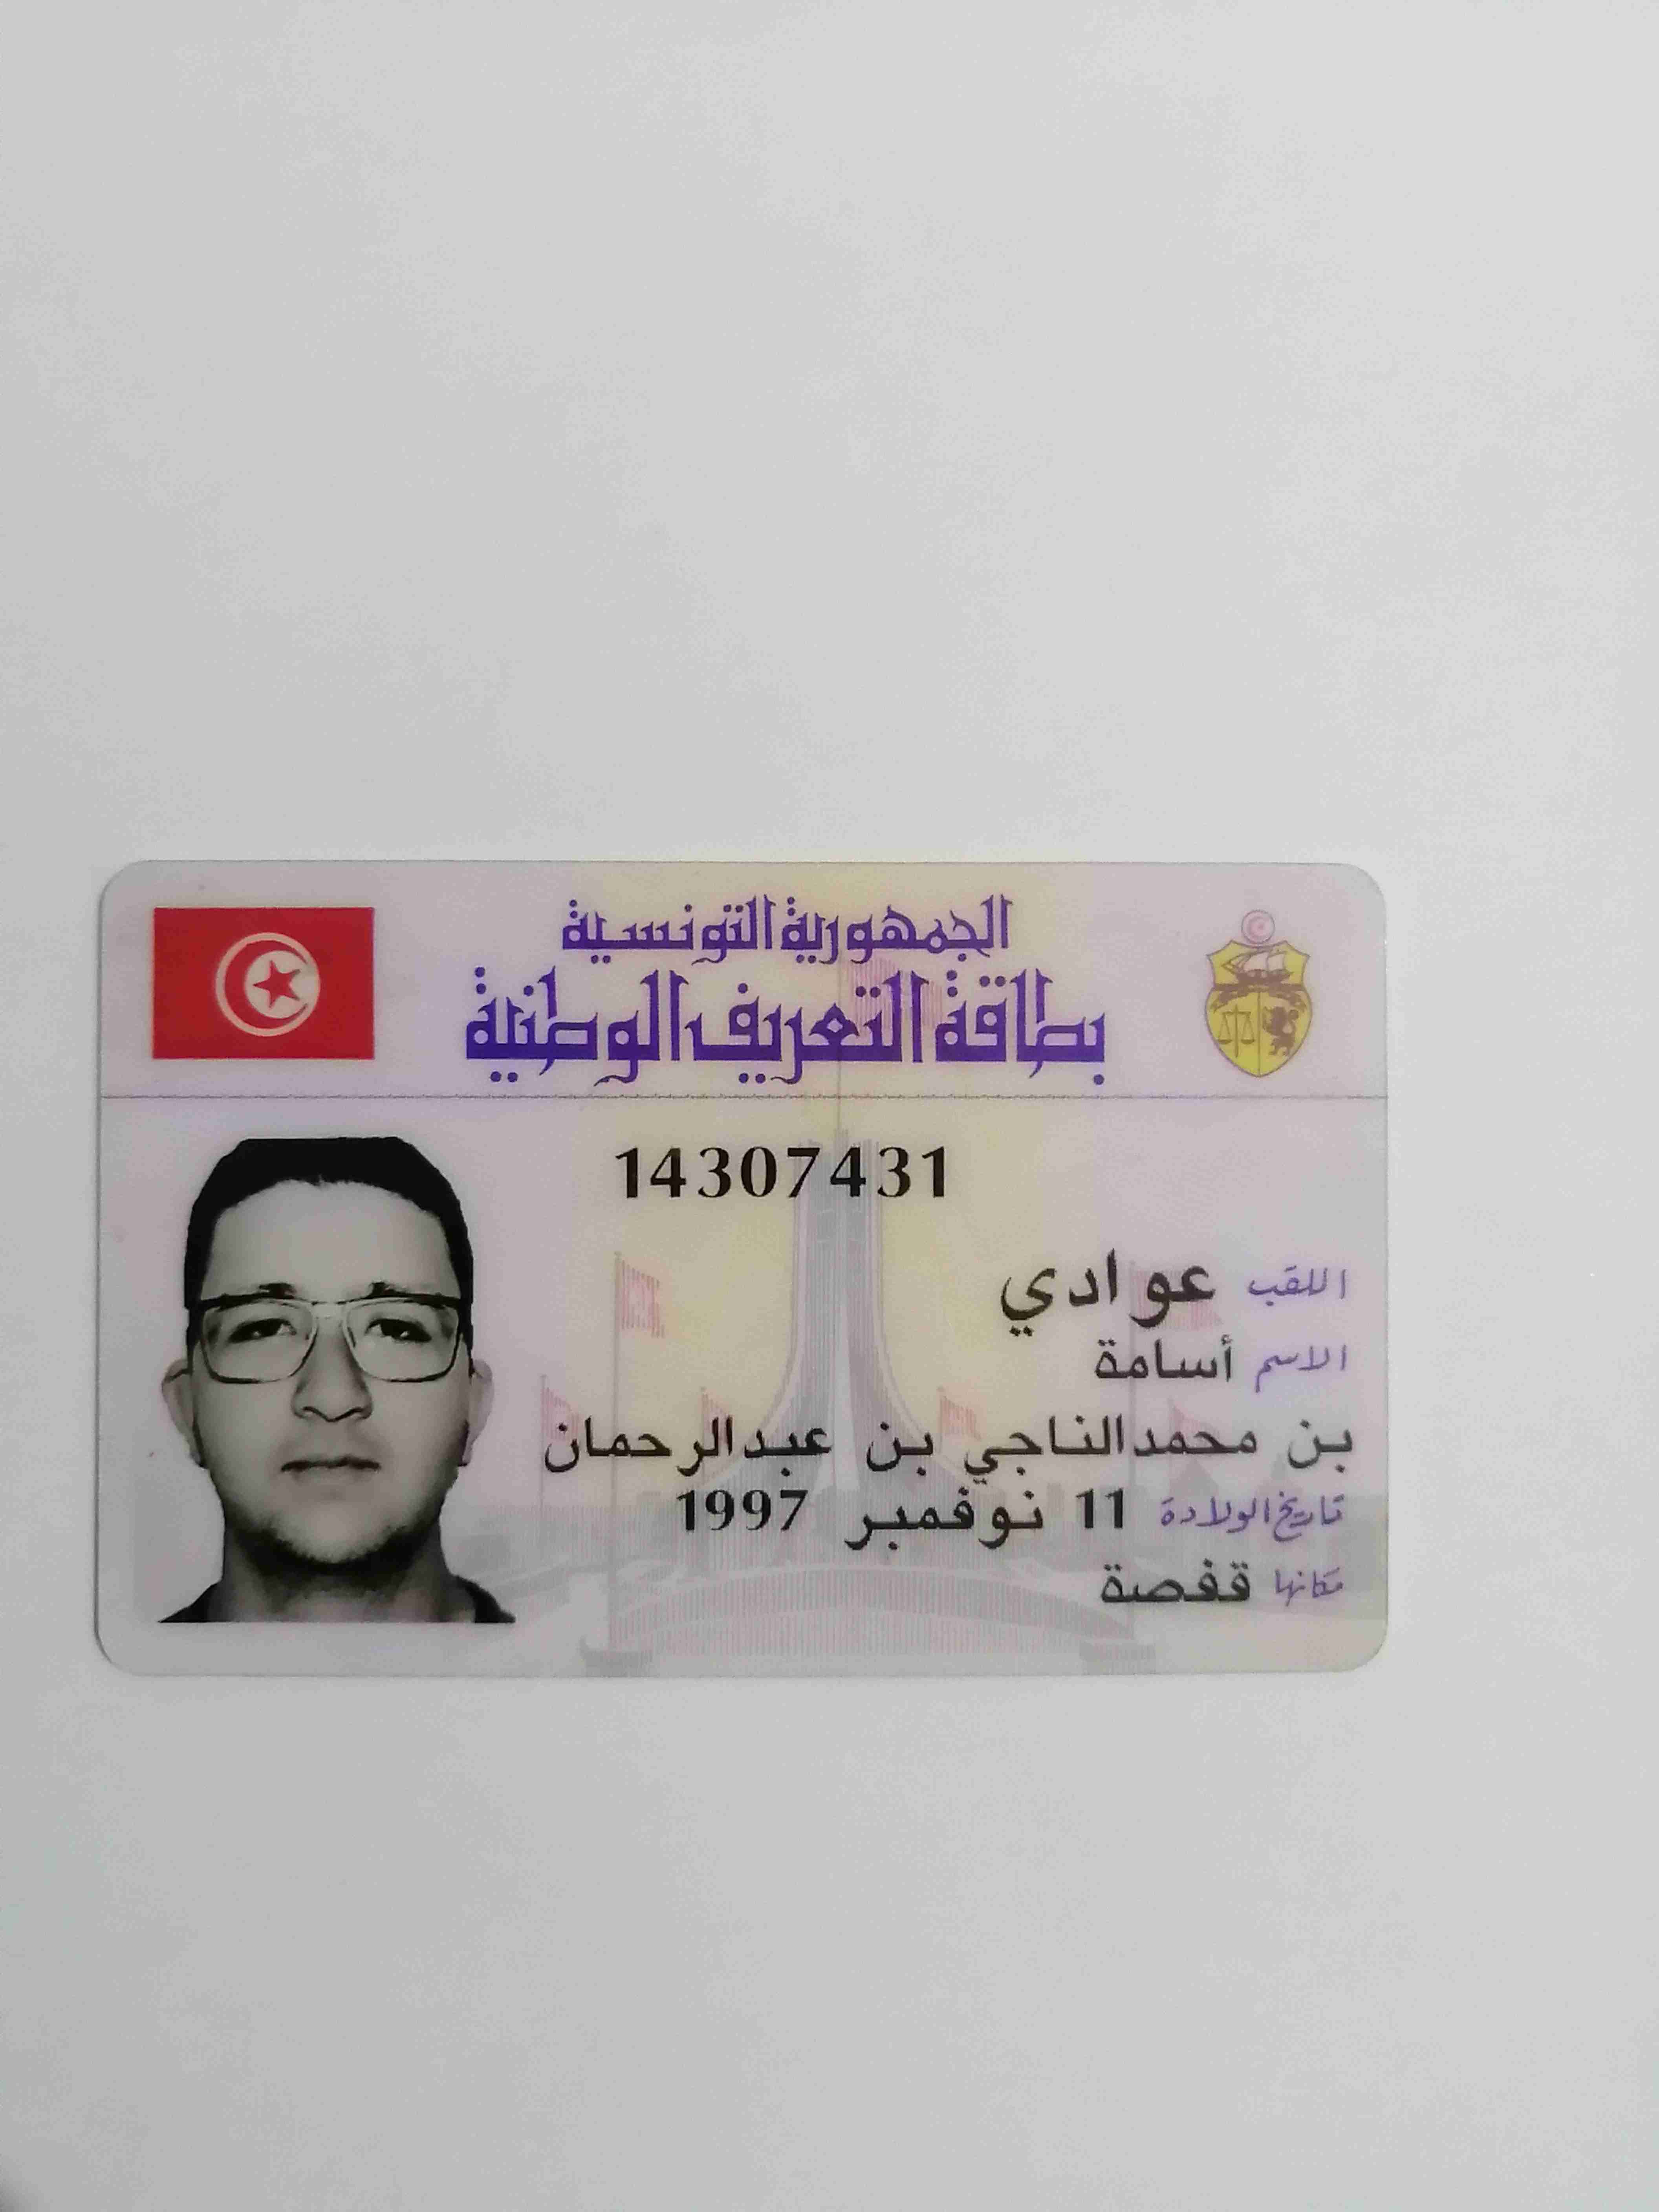 الجمهورية التونسية
بطاقة التعريف الوطنية
14307431
اللقب عوادي
الاسم أسامة
بن محمدالناجي بن عبدالرحمان
تاريخ الولادة 11 نوفمبر 1997
مكانها قفصة